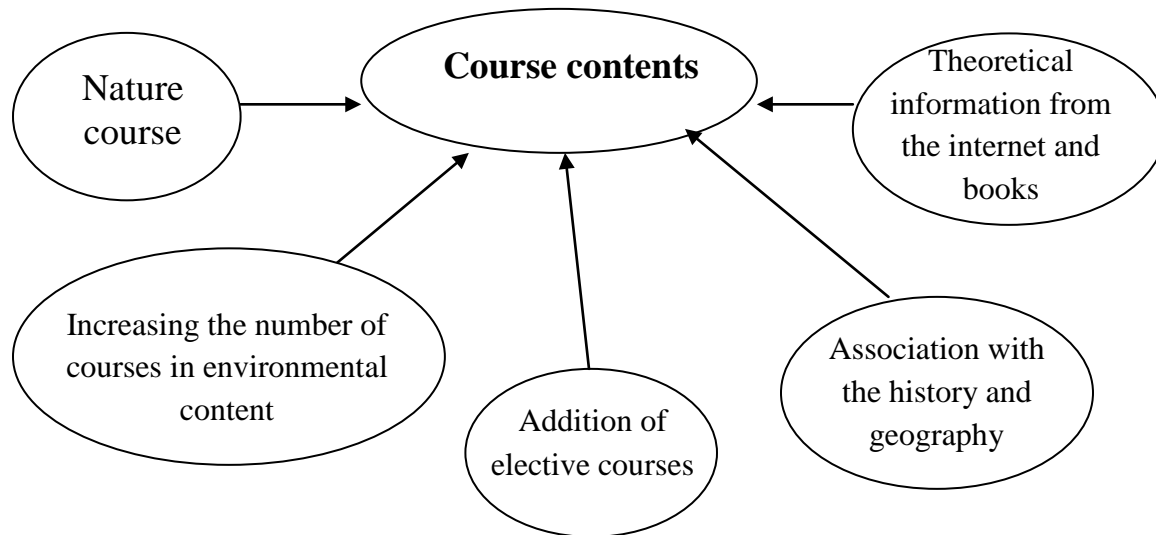 Course contents
Nature
course
Theoretical
information from
the internet and
books
Increasing the number of
courses in environmental
content
Addition of
elective courses
Association with
the history and
geography